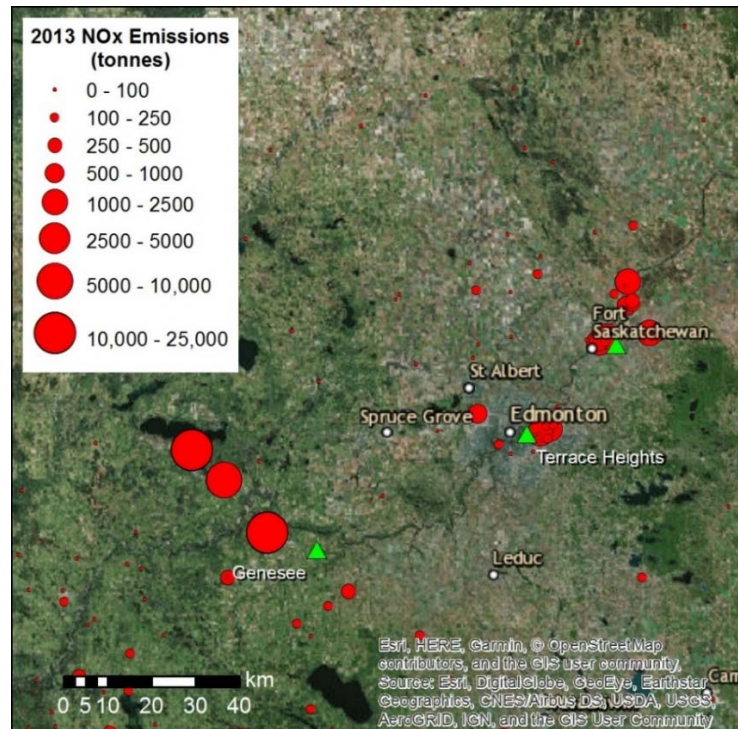 2013 NOx Emissions
(tonnes)
0 - 100
100 - 250
250 - 500
500 - 1000
1000 - 2500
2500 - 5000
5000 - 10,000
10,000 - 25,000
Fort
Saskatchewan
St Albert
Spruce Grove
Edmonton
Terrace Heights
Genesee
Leduc
km
0 5 10 20 30 40
Esri, HERE, Garmin, © OpenStreetMap
contributors, and the GIS user community,
Source: Esri, DigitalGlobe, GeoEye, Earthstar
Geographics, CNES/Airbus DS, USDA, USGS,
AeroGRID, IGN, and the GIS User Community
Cam